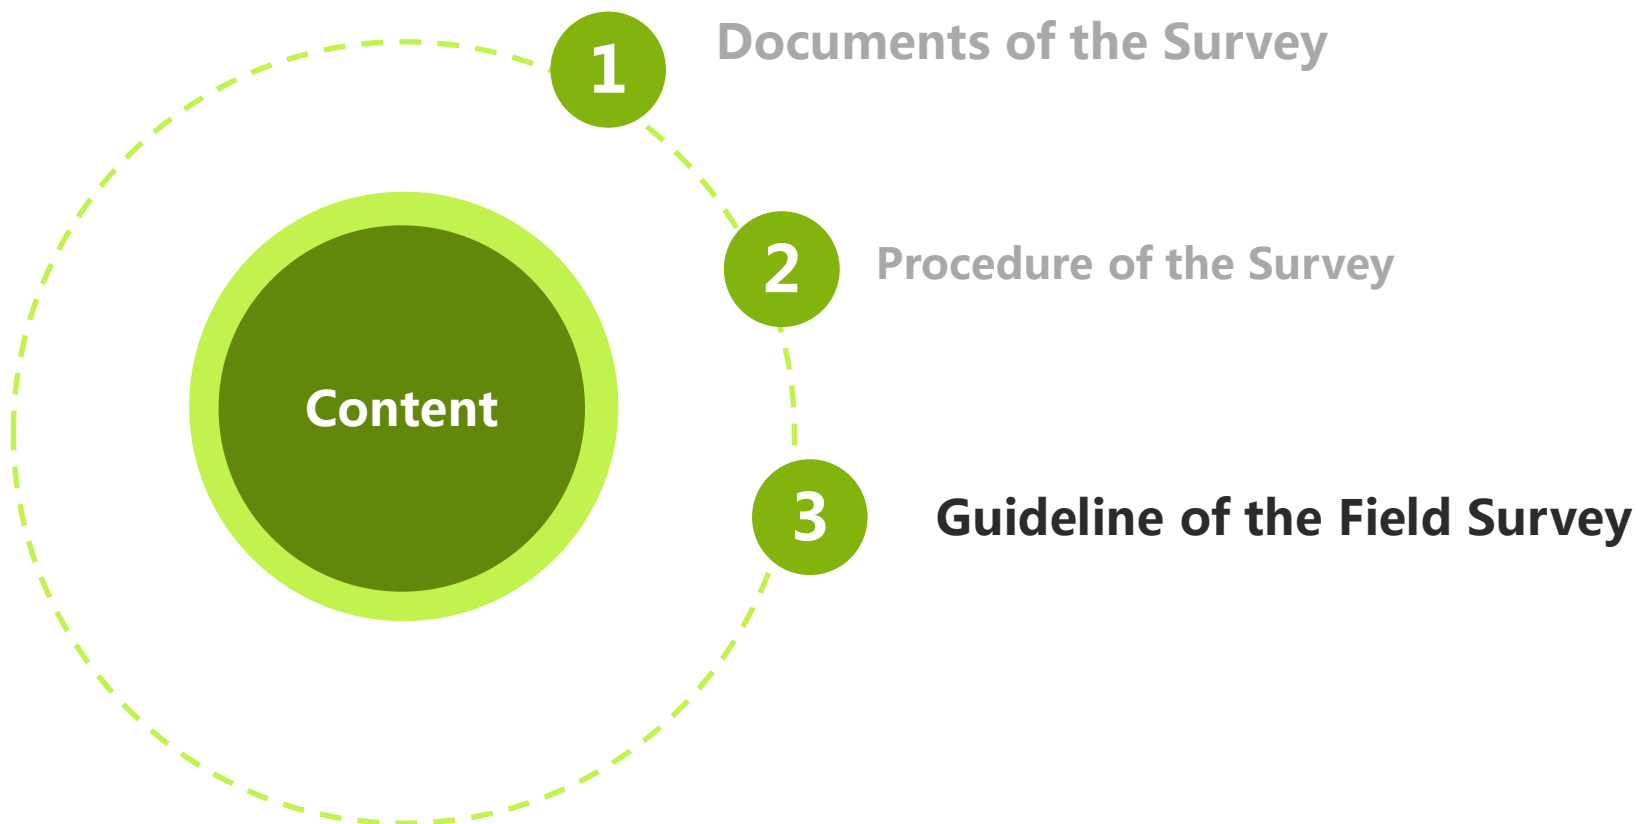 1 Documents of the Survey
2 Procedure of the Survey
Content
3 Guideline of the Field Survey